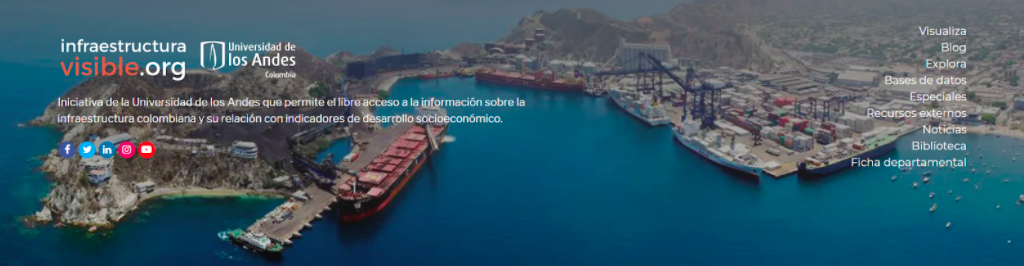 infraestructura
visible.org
Universidad de
los Andes
Colombia
Iniciativa de la Universidad de los Andes que permite el libre acceso a la información sobre la
infraestructura colombiana y su relación con indicadores de desarrollo socioeconómico.
Visualiza
Blog
Explora
Bases de datos
Especiales
Recursos externos
Noticias
Biblioteca
Ficha departamental